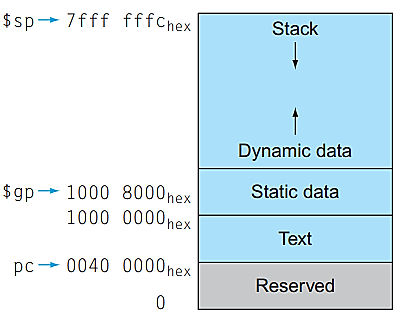 $sp → 7fff fffchex
Stack
Dynamic data
$gp → 1000 8000hex
Static data
1000 0000hex
Text
pc → 0040 0000hex
Reserved
0